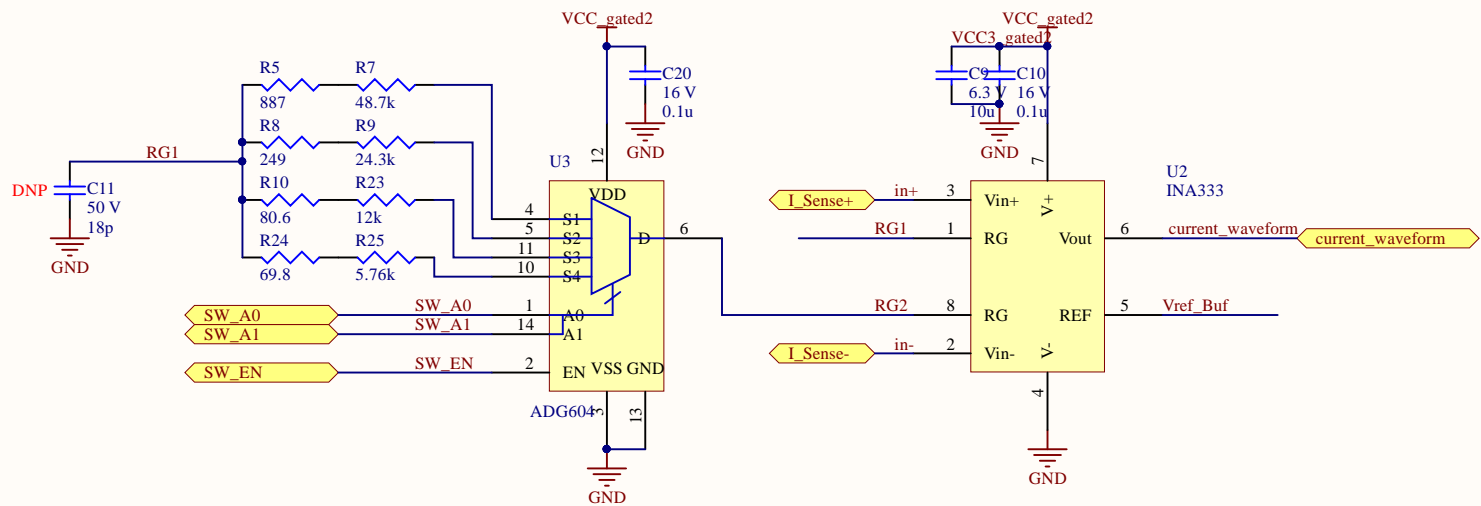 VCC_gated2
VCC_gated2
VCC3_gated2
R5
R7
887
48.7k
C20
16 V
0.1u
C9
6.3 V
10u
C10
16 V
0.1u
R8
R9
249
24.3k
GND
GND
RG1
DNP
C11
50 V
18p
GND
R10
R23
80.6
12k
R24
R25
69.8
5.76k
U3
12
VDD
4
S1
5
S2
11
S3
10
S4
D
6
SW_A0
SW_A0
1
A0
SW_A1
SW_A1
14
A1
SW_EN
SW_EN
2
EN
VSS
GND
ADG604
3
13
GND
7
U2
INA333
I_Sense+
in+
3
Vin+
V+
RG1
1
RG
Vout
6
current_waveform
current_waveform
RG2
8
RG
REF
5
Vref_Buf
I_Sense-
in-
2
Vin-
V-
4
GND